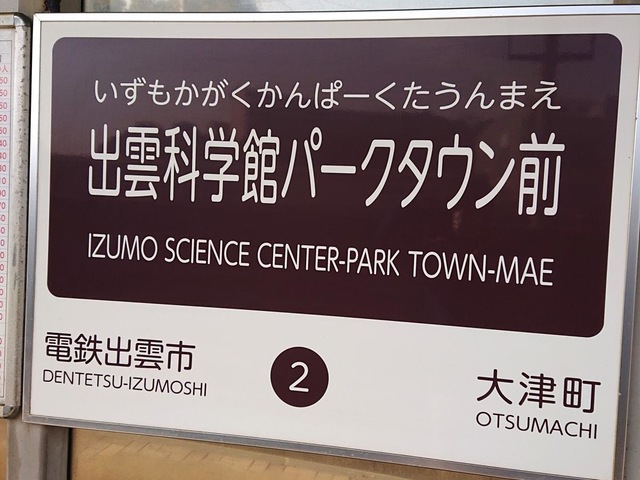 いずもかがくかんぱーくたうんまえ
出雲科学館パークタウン前
IZUMO SCIENCE CENTER-PARK TOWN-MAE
電鉄出雲市
DENTETSU-IZUMOSHI
2
大津町
OTSUMACHI